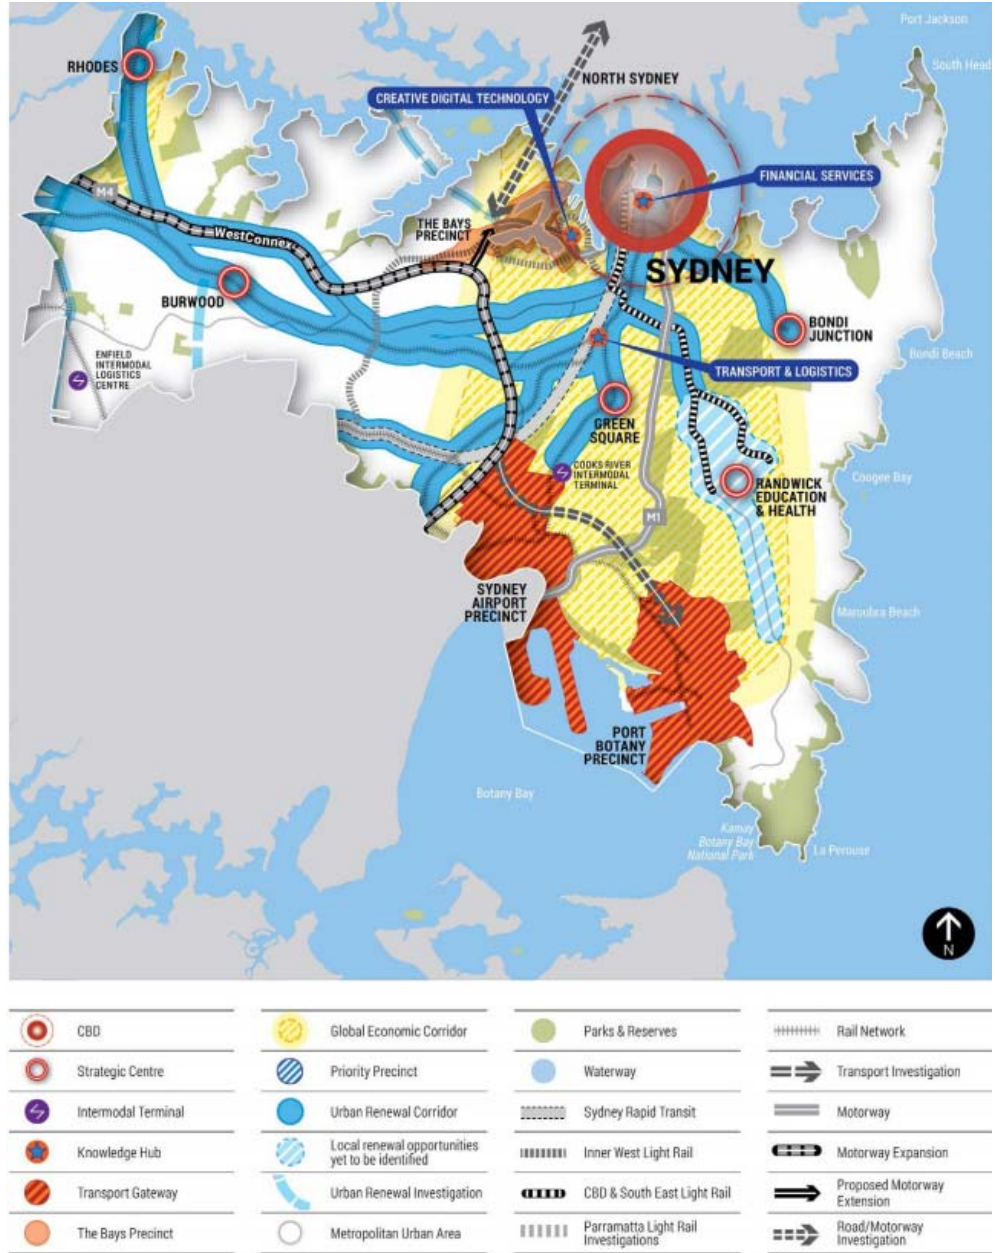 Port Jackson
South Head
RHODES
NORTH SYDNEY
CREATIVE DIGITAL TECHNOLOGY
FINANCIAL SERVICES
M4
WestConnex
THE BAYS
PRECINCT
SYDNEY
BURWOOD
BONDI
JUNCTION
Bondi Beach
ENFIELD
INTERMODAL
LOGISTICS
CENTRE
TRANSPORT & LOGISTICS
GREEN
SQUARE
COOKS RIVER
INTERMODAL
TERMINAL
RANDWICK
EDUCATION
& HEALTH
Coogee Bay
M1
SYDNEY
AIRPORT
PRECINCT
Maroubra Beach
PORT
BOTANY
PRECINCT
Botany Bay
Kamay
Botany Bay
National Park
La Perouse
N
CBD
Global Economic Corridor
Parks & Reserves
Rail Network
Strategic Centre
Priority Precinct
Waterway
Transport Investigation
Intermodal Terminal
Urban Renewal Corridor
Sydney Rapid Transit
Motorway
Knowledge Hub
Local renewal opportunities
yet to be identified
Inner West Light Rail
Motorway Expansion
Transport Gateway
Urban Renewal Investigation
CBD & South East Light Rail
Proposed Motorway
Extension
The Bays Precinct
Metropolitan Urban Area
Parramatta Light Rail
Investigations
Road/Motorway
Investigation